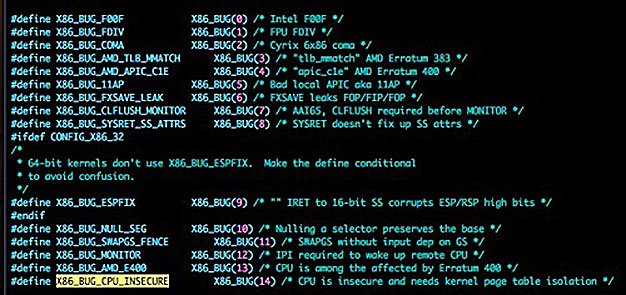 #define X86_BUG_F00F X86_BUG(0) /* Intel F00F */
#define X86_BUG_FDIV X86_BUG(1) /* FPU FDIV */
#define X86_BUG_COMA X86_BUG(2) /* Cyrix 6x86 coma */
#define X86_BUG_AMD_TLB_MMATCH X86_BUG(3) /* "tlb_mmatch" AMD Erratum 383 */
#define X86_BUG_AMD_APIC_C1E X86_BUG(4) /* "apic_c1e" AMD Erratum 400 */
#define X86_BUG_11AP X86_BUG(5) /* Bad local APIC aka 11AP */
#define X86_BUG_FXSAVE_LEAK X86_BUG(6) /* FXSAVE leaks FOP/FIP/FOP */
#define X86_BUG_CLFLUSH_MONITOR X86_BUG(7) /* AAI65, CLFLUSH required before MONITOR */
#define X86_BUG_SYSRET_SS_ATTRS X86_BUG(8) /* SYSRET doesn't fix up SS attrs */
#ifdef CONFIG_X86_32
/*
* 64-bit kernels don't use X86_BUG_ESPFIX. Make the define conditional
* to avoid confusion.
*/
#define X86_BUG_ESPFIX X86_BUG(9) /* "" IRET to 16-bit SS corrupts ESP/RSP high bits */
#endif
#define X86_BUG_NULL_SEG X86_BUG(10) /* Nulling a selector preserves the base */
#define X86_BUG_SWAPGS_FENCE X86_BUG(11) /* SWAPGS without input dep on GS */
#define X86_BUG_MONITOR X86_BUG(12) /* IPI required to wake up remote CPU */
#define X86_BUG_AMD_E400 X86_BUG(13) /* CPU is among the affected by Erratum 400 */
#define X86_BUG_CPU_INSECURE X86_BUG(14) /* CPU is insecure and needs kernel page table isolation */